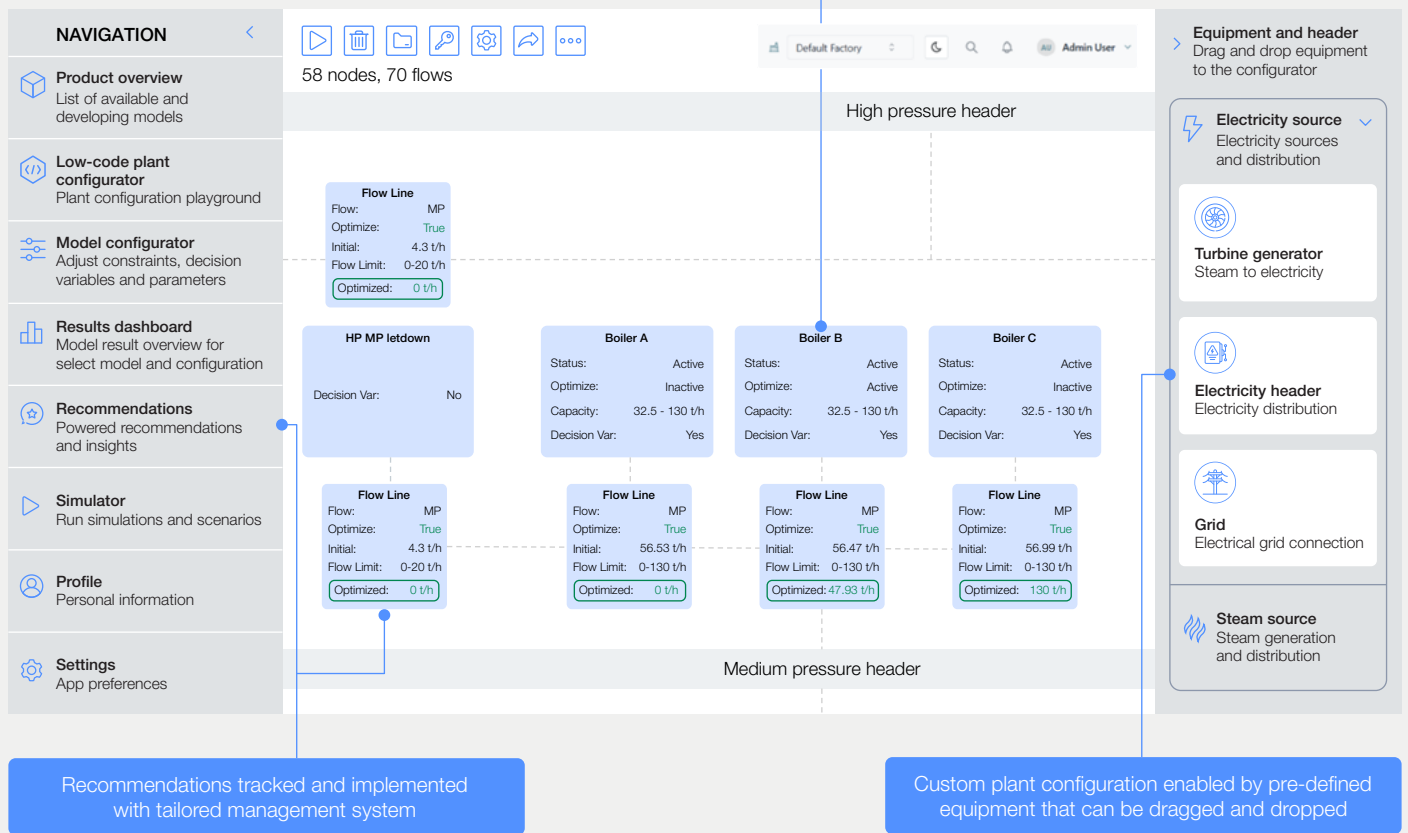 NAVIGATION
Product overview
List of available and
developing models
Low-code plant
configurator
Plant configuration playground
Model configurator
Adjust constraints, decision
variables and parameters
Results dashboard
Model result overview for
select model and configuration
Recommendations
Powered recommendations
and insights
Simulator
Run simulations and scenarios
Profile
Personal information
Settings
App preferences
58 nodes, 70 flows
Default Factory
AU Admin User
High pressure header
Flow Line
Flow: MP
Optimize: True
Initial: 4.3 t/h
Flow Limit: 0-20 t/h
Optimized: 0 t/h
HP MP letdown
Decision Var: No
Boiler A
Status: Active
Optimize: Inactive
Capacity: 32.5 - 130 t/h
Decision Var: Yes
Boiler B
Status: Active
Optimize: Active
Capacity: 32.5 - 130 t/h
Decision Var: Yes
Boiler C
Status: Active
Optimize: Inactive
Capacity: 32.5 - 130 t/h
Decision Var: Yes
Flow Line
Flow: MP
Optimize: True
Initial: 4.3 t/h
Flow Limit: 0-20 t/h
Optimized: 0 t/h
Flow Line
Flow: MP
Optimize: True
Initial: 56.53 t/h
Flow Limit: 0-130 t/h
Optimized: 0 t/h
Flow Line
Flow: MP
Optimize: True
Initial: 56.47 t/h
Flow Limit: 0-130 t/h
Optimized: 47.93 t/h
Flow Line
Flow: MP
Optimize: True
Initial: 56.99 t/h
Flow Limit: 0-130 t/h
Optimized: 130 t/h
Medium pressure header
Equipment and header
Drag and drop equipment
to the configurator
Electricity source
Electricity sources
and distribution
Turbine generator
Steam to electricity
Electricity header
Electricity distribution
Grid
Electrical grid connection
Steam source
Steam generation
and distribution
Recommendations tracked and implemented
with tailored management system
Custom plant configuration enabled by pre-defined
equipment that can be dragged and dropped